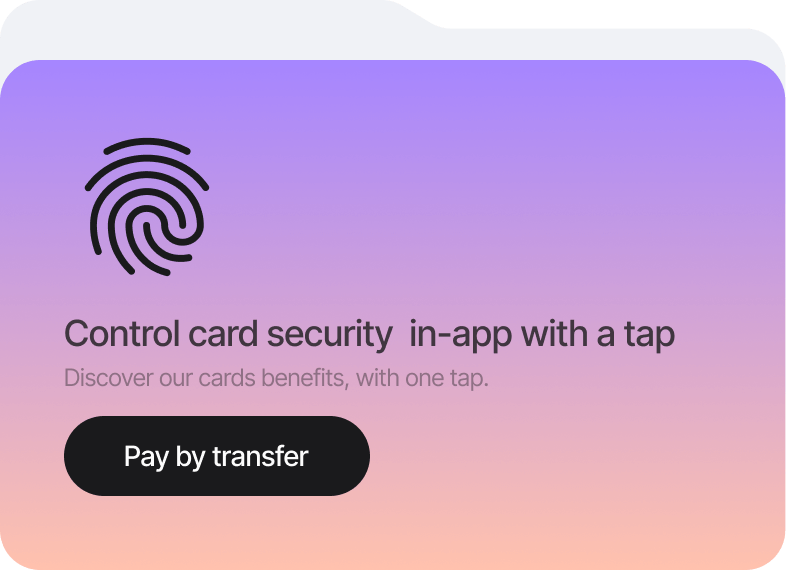 Control card security  in-app with a tap
Discover our cards benefits, with one tap.
Pay by transfer